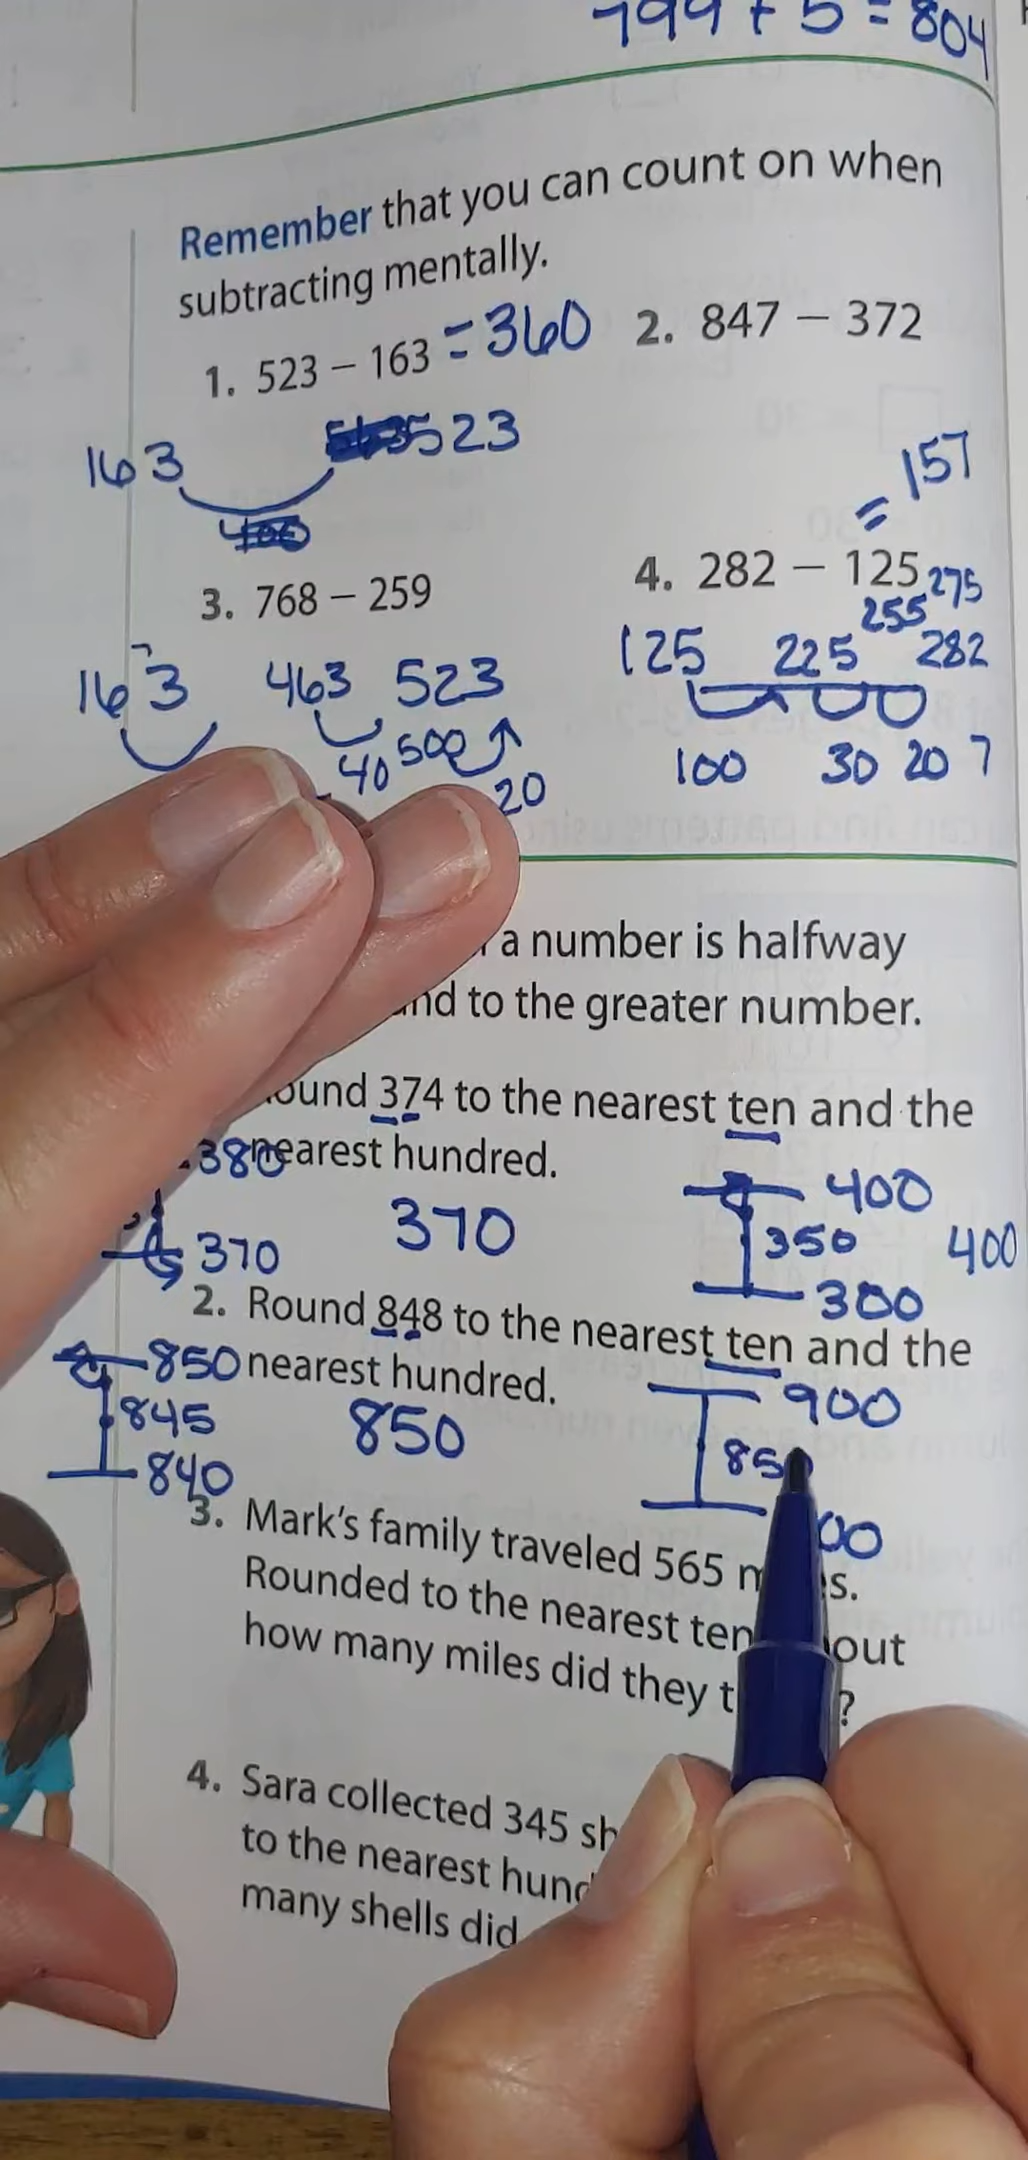 799 + 5 = 804
Remember that you can count on when
subtracting mentally.
1. 523 – 163 = 360
2. 847 – 372
163 523
= 157
3. 768 – 259
4. 282 – 125
275
255
163 463 523
125 225 282
40 500 20
100 30 20 7
a number is halfway
to the greater number.
374 to the nearest ten and the
nearest hundred.
380
370
370
400
350
300
400
2. Round 848 to the nearest ten and the
nearest hundred.
850
845
840
850
900
3. Mark's family traveled 565
Rounded to the nearest ten
how many miles did they ?
4. Sara collected 345
to the nearest
many shells did